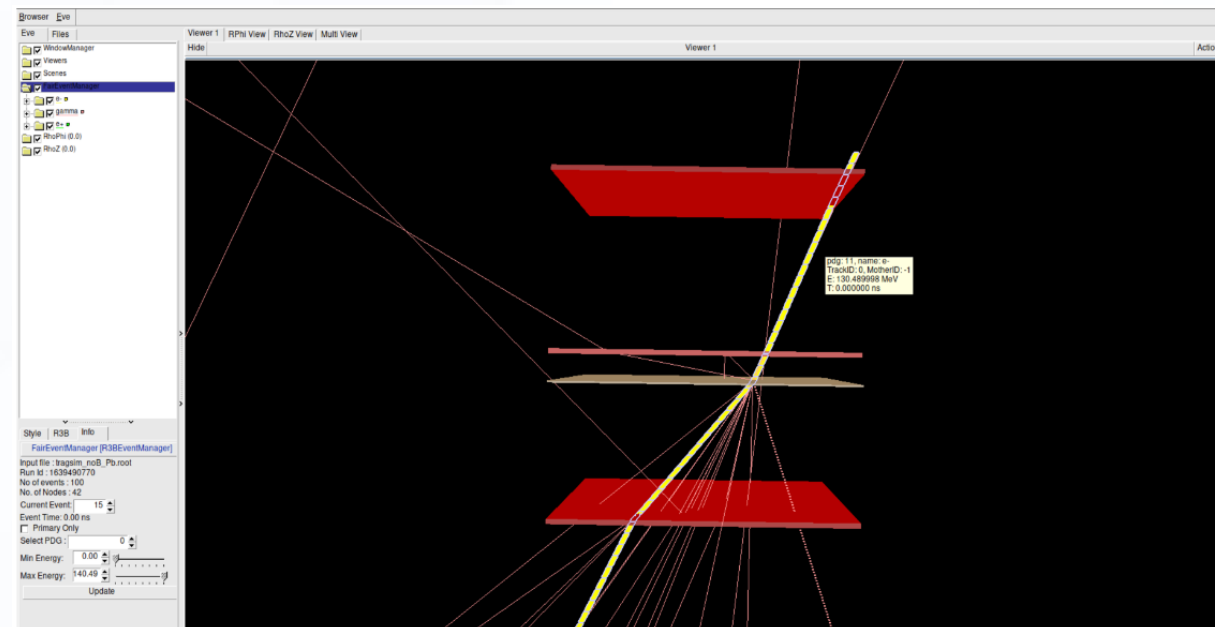 Browser Eve
Eve Files
WindowManager
Viewers
Scenes
FairEventManager
e-
gamma
e+
RhoPhi (0.0)
RhoZ (0.0)
Style R3B Info
FairEventManager [R3BEventManager]
Input file : tragsim_noB_Pb.root
Run Id : 1639490770
No of events : 100
No. of Nodes : 42
Current Event: 15
Event Time: 0.00 ns
Primary Only
Select PDG : 0
Min Energy: 0.00
Max Energy: 140.49
Update
Viewer 1 RPhi View RhoZ View Multi View
Hide Viewer 1 Actio
pdg: 11, name: e-
TrackID: 0, MotherID: -1
E: 130.489998 MeV
T: 0.000000 ns